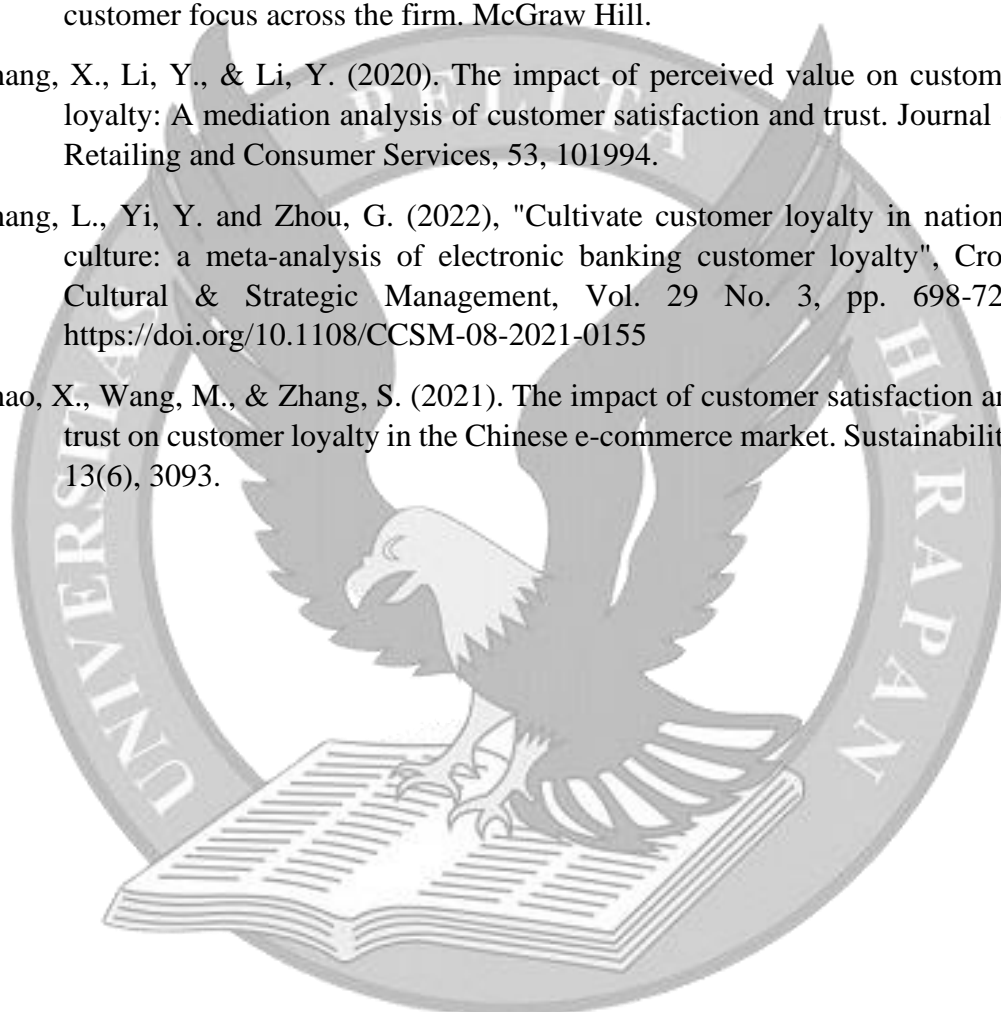 customer focus across the firm. McGraw Hill.
hang, X., Li, Y., & Li, Y. (2020). The impact of perceived value on custom
loyalty: A mediation analysis of customer satisfaction and trust. Journal
Retailing and Consumer Services, 53, 101994.
hang, L., Yi, Y. and Zhou, G. (2022), "Cultivate customer loyalty in nation
culture: a meta-analysis of electronic banking customer loyalty", Cro
Cultural & Strategic Management, Vol. 29 No. 3, pp. 698-72
https://doi.org/10.1108/CCSM-08-2021-0155
hao, X., Wang, M., & Zhang, S. (2021). The impact of customer satisfaction an
trust on customer loyalty in the Chinese e-commerce market. Sustainabilit
13(6), 3093.
UNIVERSITAS PELITA HARAPAN